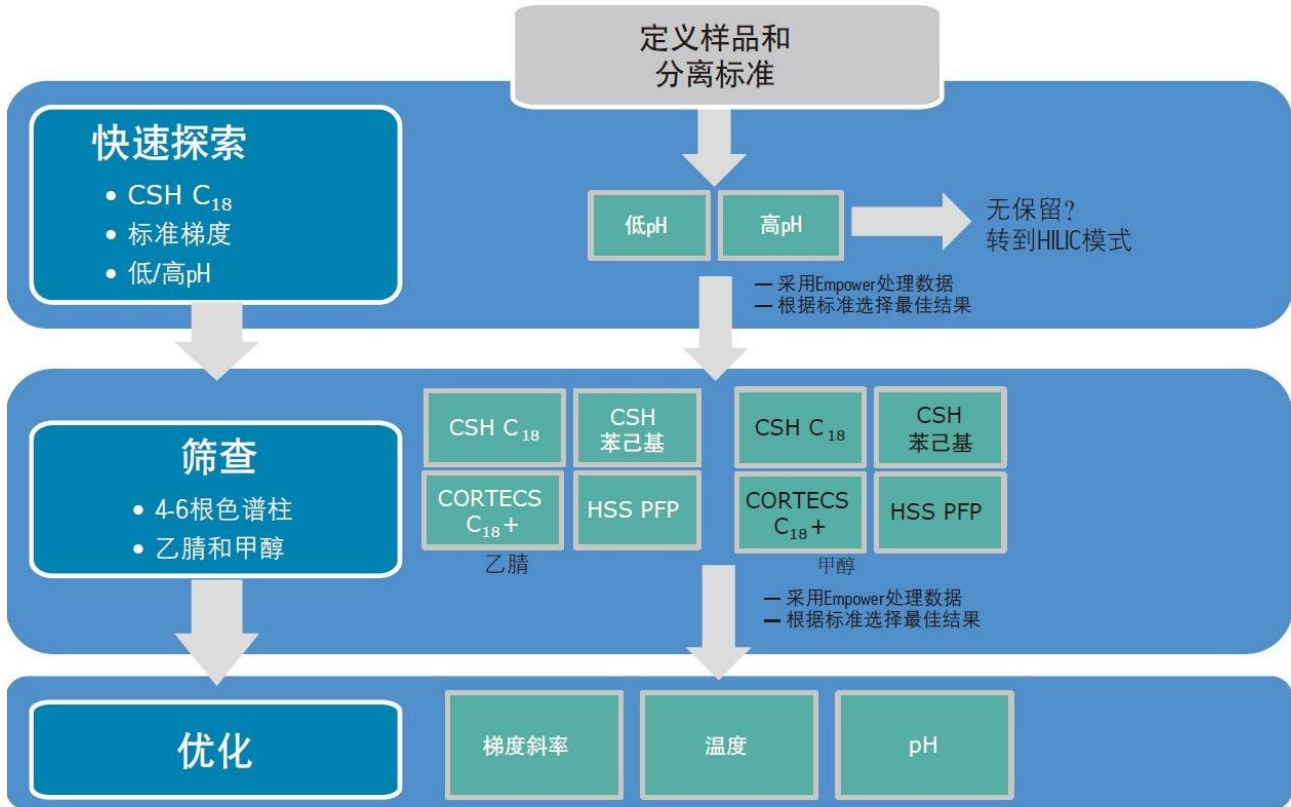 定义样品和
分离标准
快速探索
• CSH C₁₈
• 标准梯度
• 低/高pH
低pH
高pH
无保留?
转到HILIC模式
— 采用Empower处理数据
— 根据标准选择最佳结果
筛查
• 4-6根色谱柱
• 乙腈和甲醇
CSH C₁₈
CSH
苯己基
CORTECS
C₁₈+
HSS PFP
乙腈
CSH C₁₈
CSH
苯己基
CORTECS
C₁₈+
HSS PFP
甲醇
— 采用Empower处理数据
— 根据标准选择最佳结果
优化
梯度斜率
温度
pH